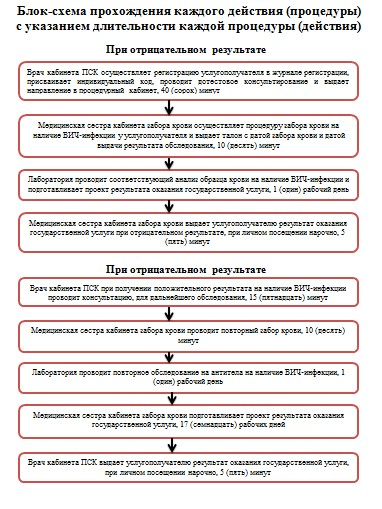 Блок-схема прохождения каждого действия (процедуры)
с указанием длительности каждой процедуры (действия)
При отрицательном результате
Врач кабинета ПСК осуществляет регистрацию услугополучателя в журнале регистрации,
присваивает индивидуальный код, проводит дотестовое консультирование и выдает
направление в процедурный кабинет, 40 (сорок) минут
Медицинская сестра кабинета забора крови осуществляет процедуру забора крови на
наличие ВИЧ-инфекции у услугополучателя и выдает талон с датой забора крови и датой
выдачи результата обследования, 10 (десять) минут
Лаборатория проводит соответствующий анализ образца крови на наличие ВИЧ-инфекции и
подготавливает проект результата оказания государственной услуги, 1 (один) рабочий день
Медицинская сестра кабинета забора крови выдает услугополучателю результат оказания
государственной услуги при отрицательном результате, при личном посещении нарочно, 5
(пять) минут
При отрицательном результате
Врач кабинета ПСК при получении положительного результата на наличие ВИЧ-инфекции
проводит консультацию, для дальнейшего обследования, 15 (пятнадцать) минут
Медицинская сестра кабинета забора крови проводит повторный забор крови, 10 (десять)
минут
Лаборатория проводит повторное обследование на антитела на наличие ВИЧ-инфекции, 1
(один) рабочий день
Медицинская сестра кабинета забора крови подготавливает проект результата оказания
государственной услуги, 17 (семнадцать) рабочих дней
Врач кабинета ПСК выдает услугополучателю результат оказания государственной услуги,
при личном посещении нарочно, 5 (пять) минут